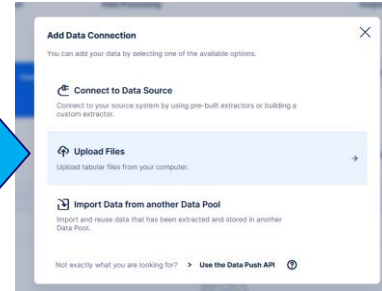 Add Data Connection
You can add your data by selecting one of the available options.
Connect to Data Source
Connect to your source system by using pre-built extractors or building a
custom extractor.
Upload Files
Upload tabular files from your computer.
Import Data from another Data Pool
Import and reuse data that has been extracted and stored in another
Data Pool.
Not exactly what you are looking for? > Use the Data Push API